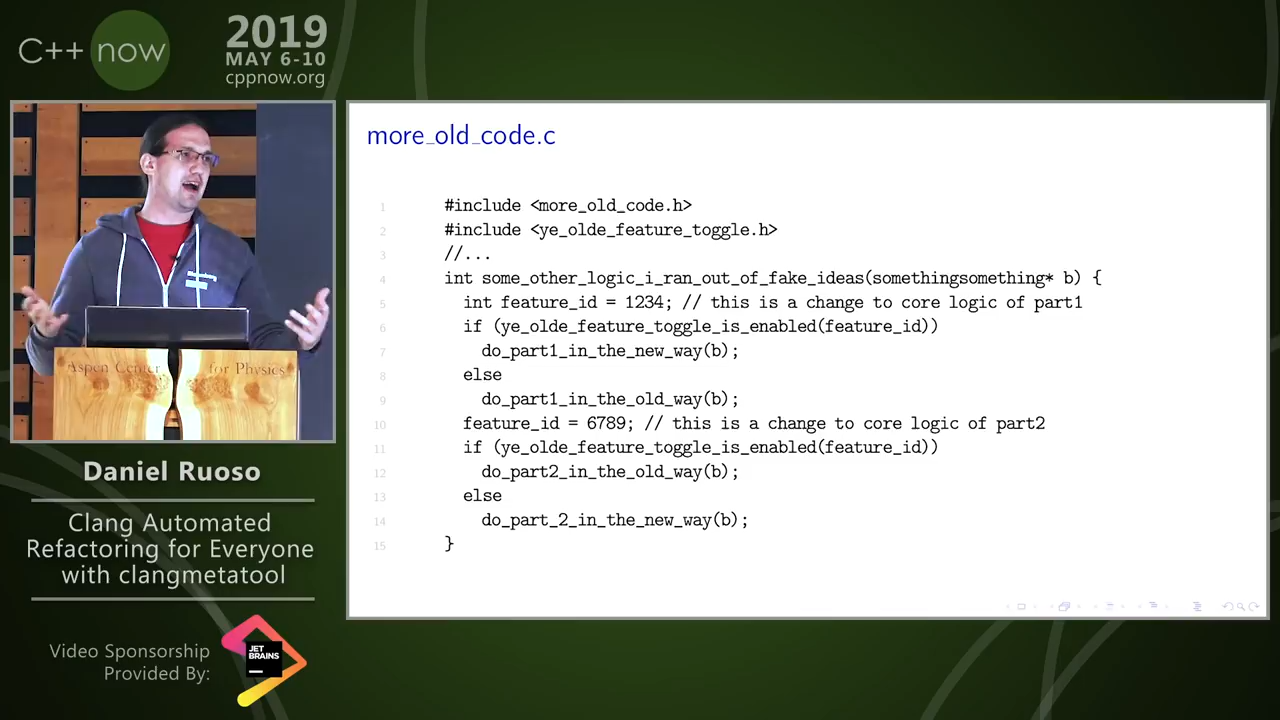 C++ now
2019
MAY 6-10
cppnow.org
Aspen Center for Physics
Daniel Ruoso
Clang Automated
Refactoring for Everyone
with clangmetatool
Video Sponsorship
Provided By:
JET
BRAINS
more_old_code.c
1 #include <more_old_code.h>
2 #include <ye_olde_feature_toggle.h>
3 //...
4 int some_other_logic_i_ran_out_of_fake_ideas(somethingsomething* b) {
5 int feature_id = 1234; // this is a change to core logic of part1
6 if (ye_olde_feature_toggle_is_enabled(feature_id))
7 do_part1_in_the_new_way(b);
8 else
9 do_part1_in_the_old_way(b);
10 feature_id = 6789; // this is a change to core logic of part2
11 if (ye_olde_feature_toggle_is_enabled(feature_id))
12 do_part2_in_the_old_way(b);
13 else
14 do_part_2_in_the_new_way(b);
15 }